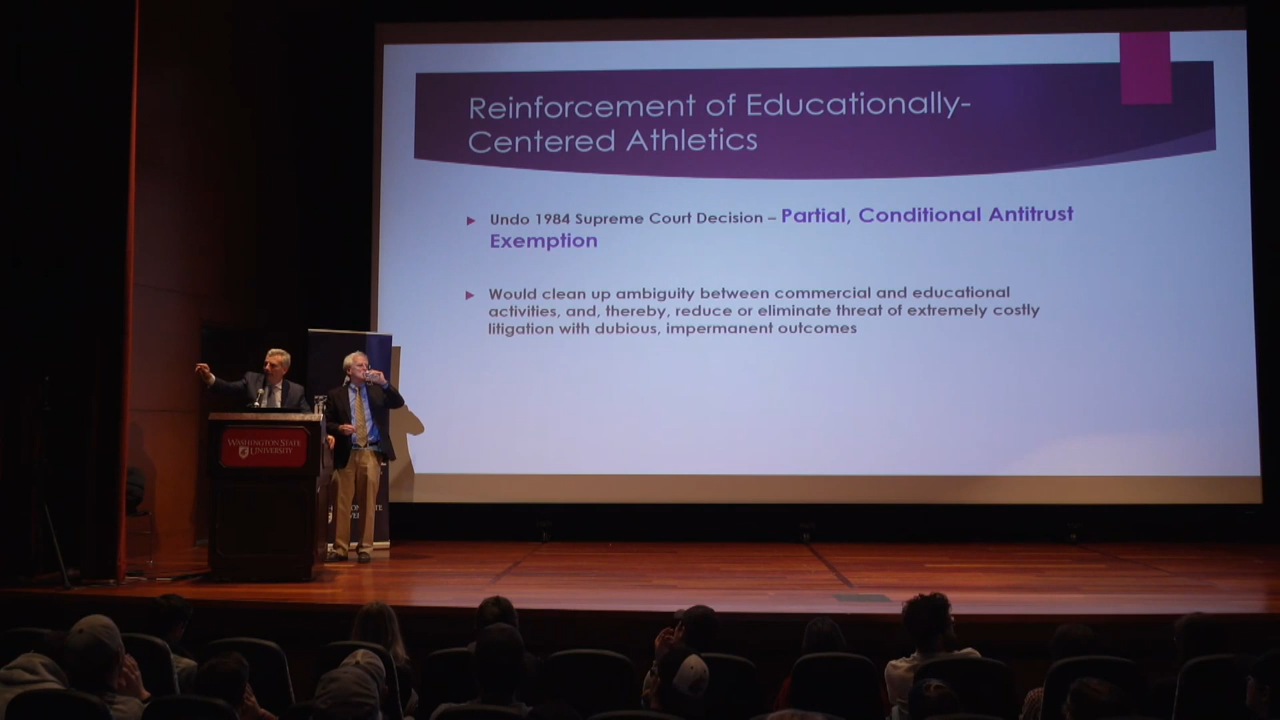 Reinforcement of Educationally-
Centered Athletics
Undo 1984 Supreme Court Decision – Partial, Conditional Antitrust
Exemption
Would clean up ambiguity between commercial and educational
activities, and, thereby, reduce or eliminate threat of extremely costly
litigation with dubious, impermanent outcomes
WASHINGTON STATE
UNIVERSITY